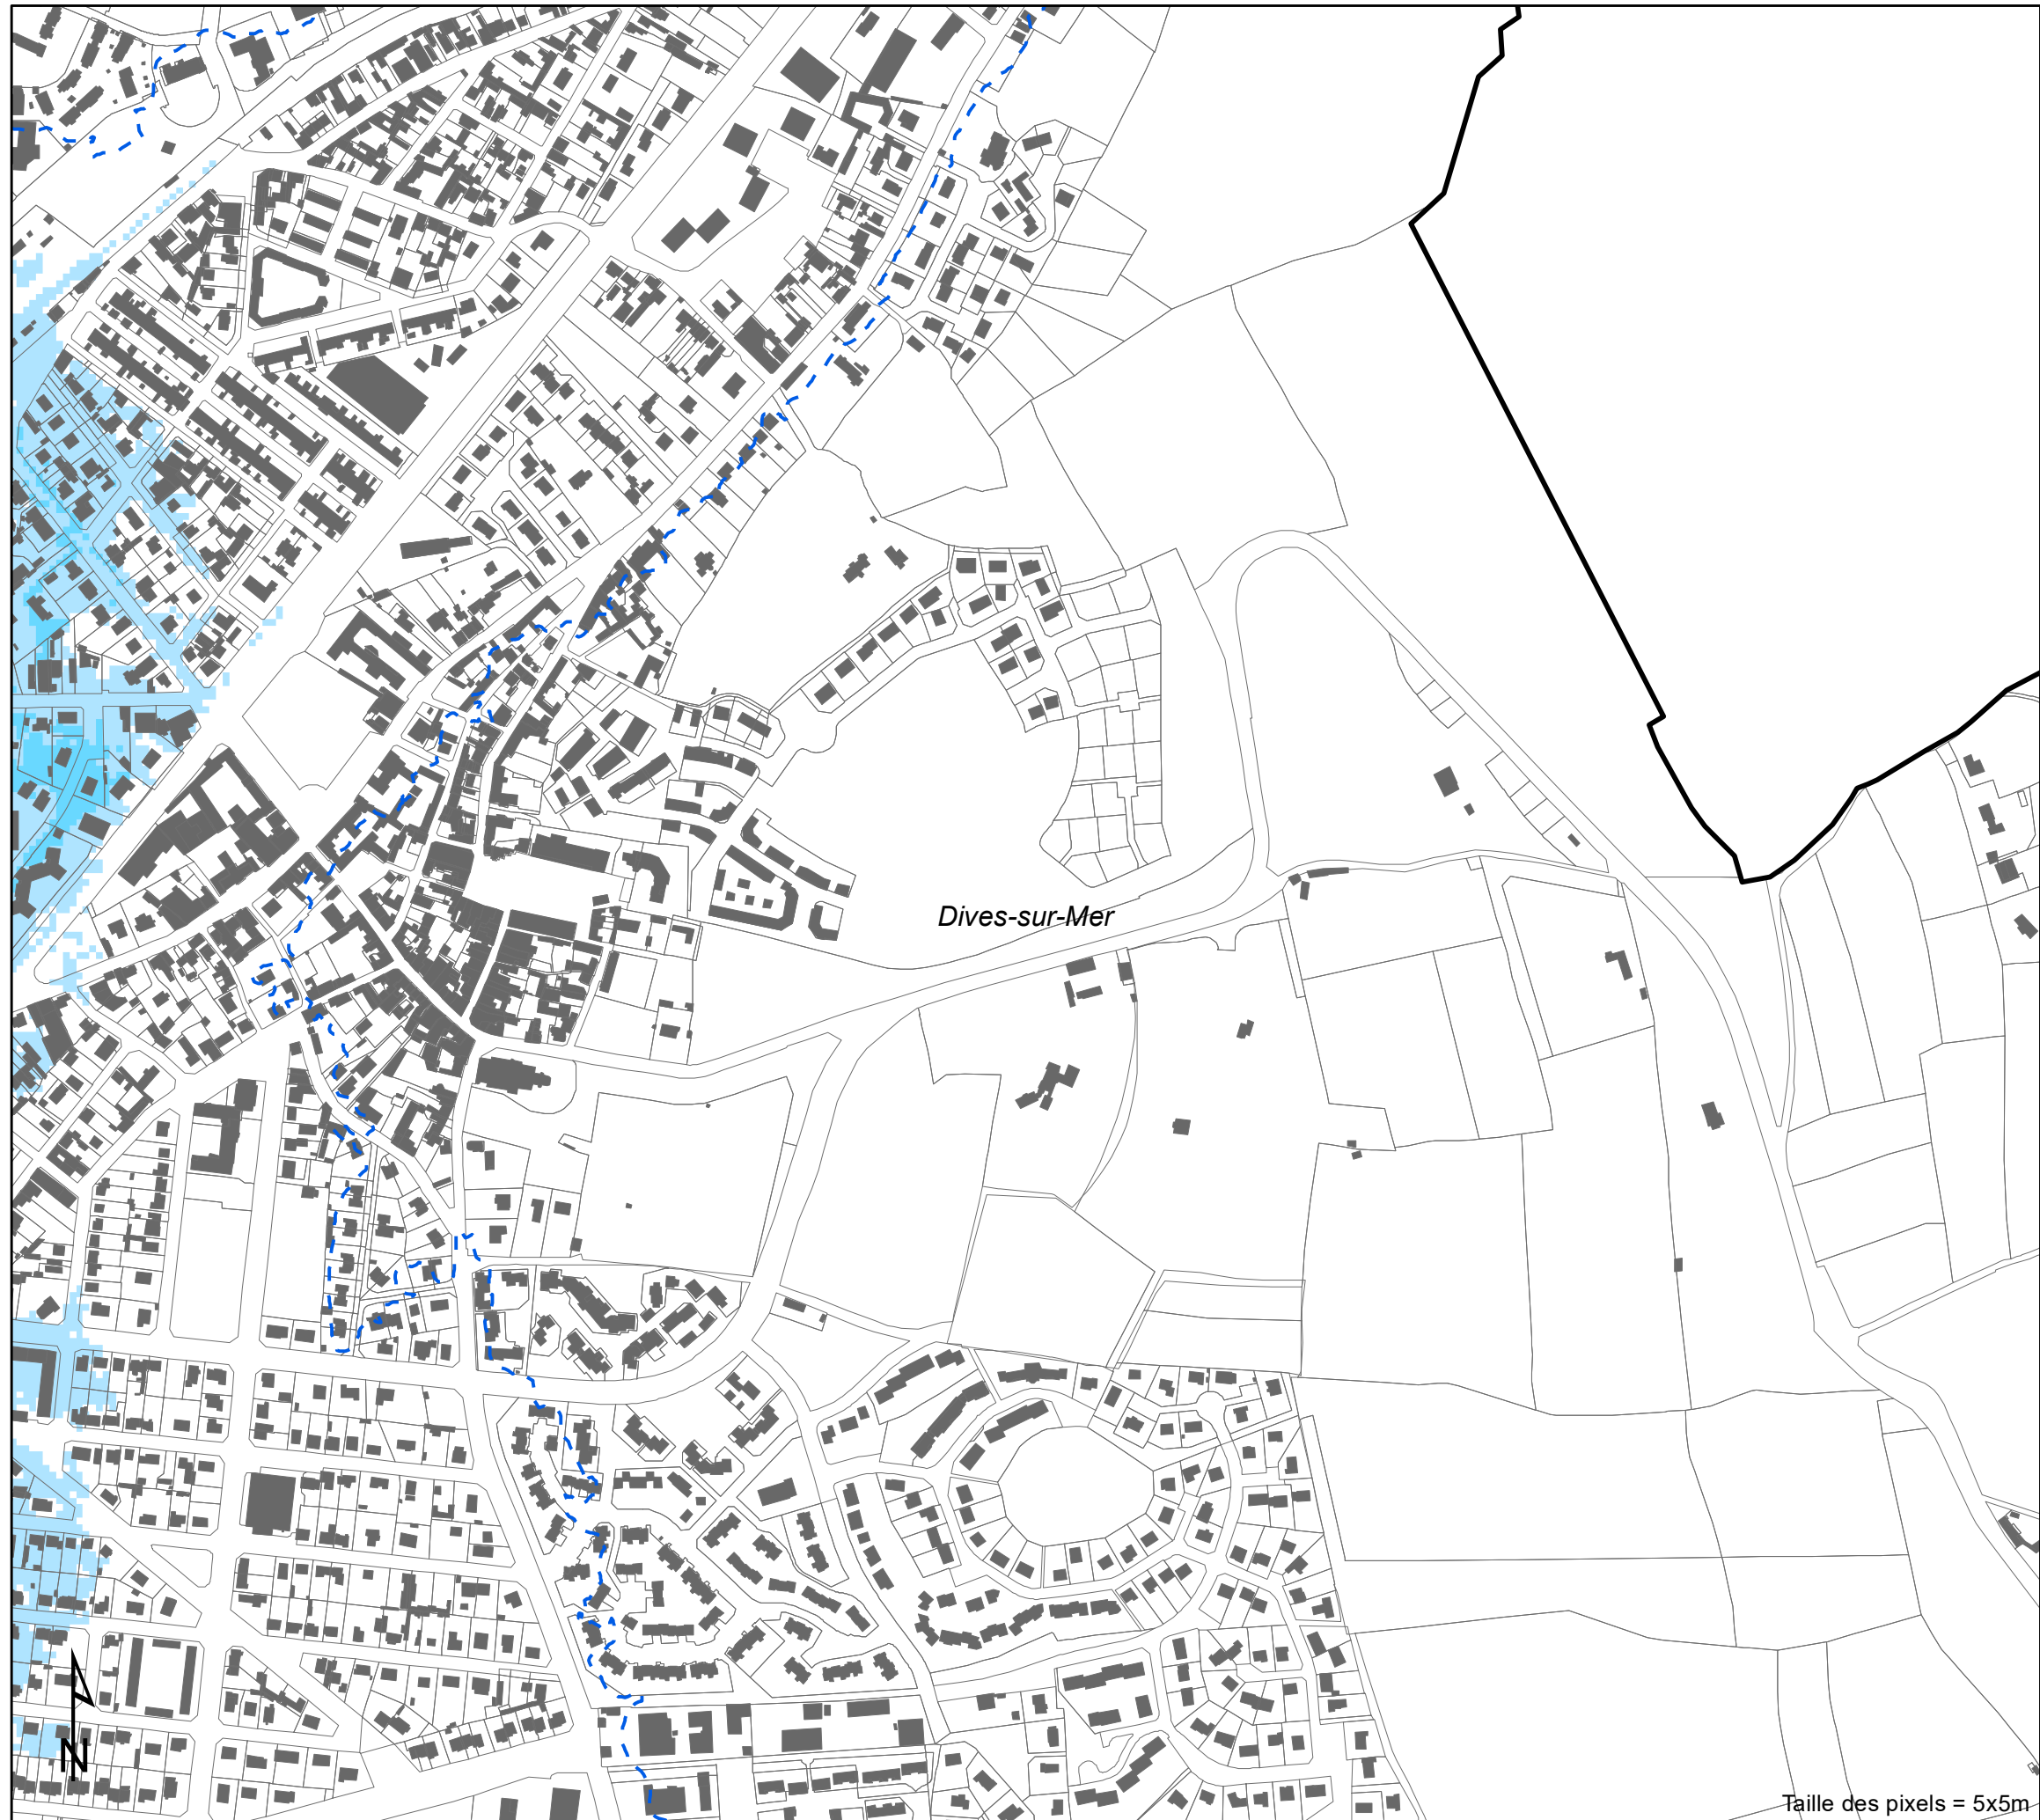 Dives-sur-Mer
N
Taille des pixels = 5x5m